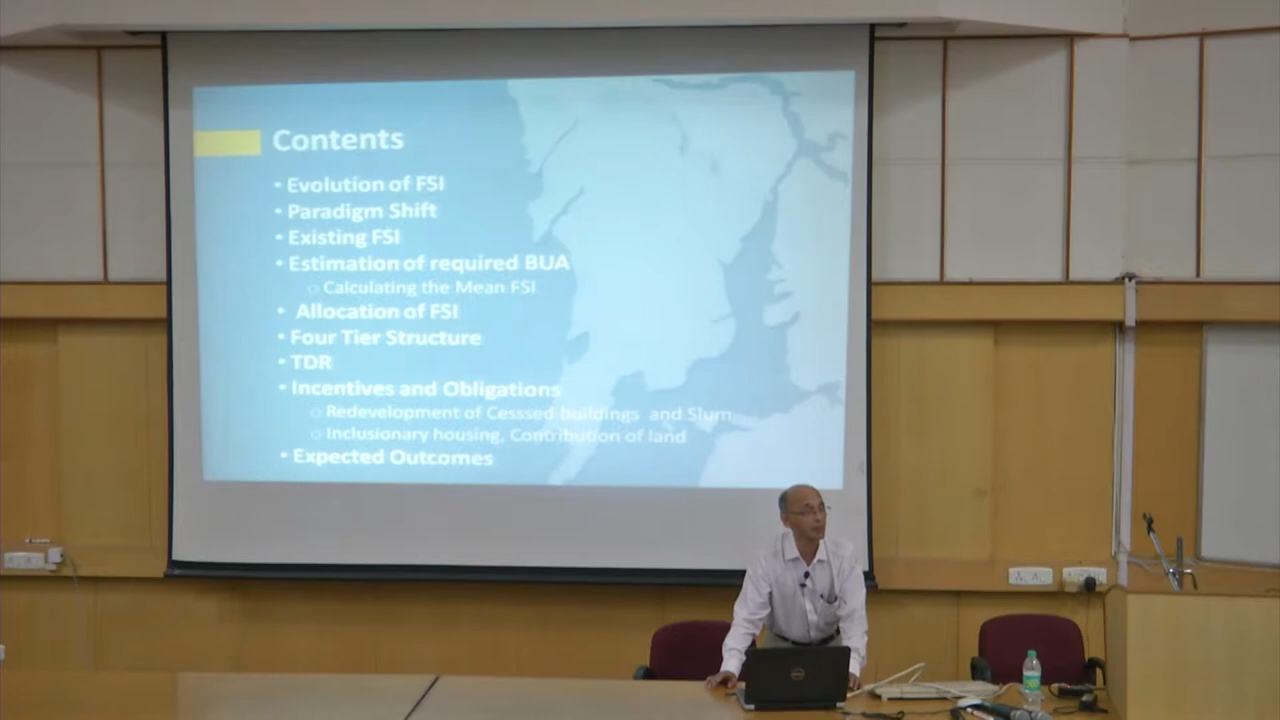 Contents
• Evolution of FSI
• Paradigm Shift
• Existing FSI
• Estimation of required BUA
○ Calculating the Mean FSI
• Allocation of FSI
• Four Tier Structure
• TDR
• Incentives and Obligations
○ Redevelopment of Cesssed buildings and Slum
○ Inclusionary housing, Contribution of land
• Expected Outcomes
DELL